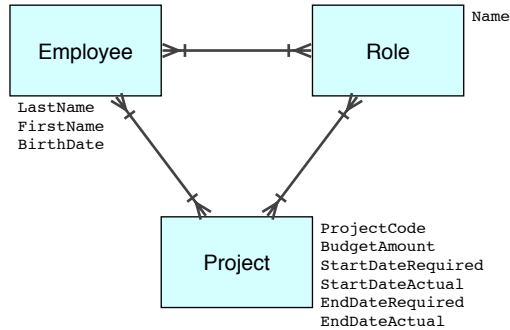 Employee
Role
Name
LastName
FirstName
BirthDate
Project
ProjectCode
BudgetAmount
StartDateRequired
StartDateActual
EndDateRequired
EndDateActual